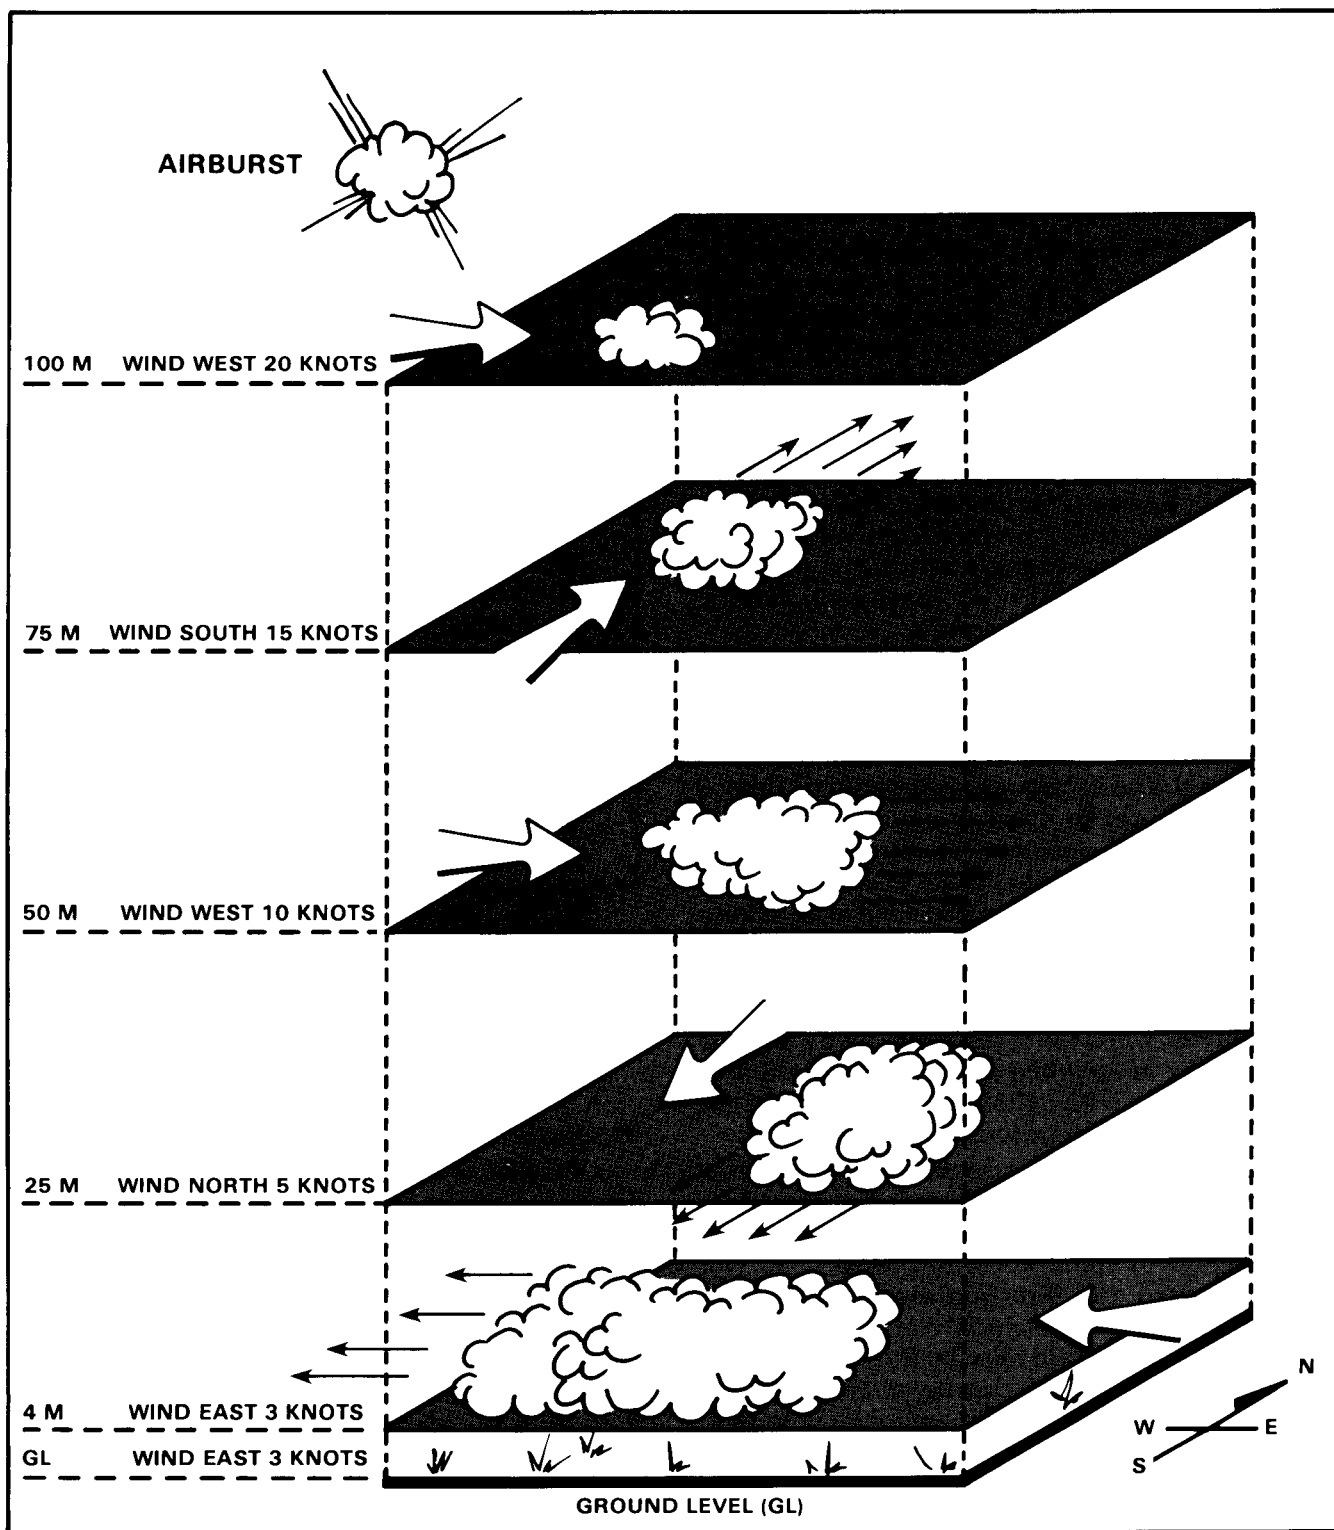 AIRBURST
100 M WIND WEST 20 KNOTS
75 M WIND SOUTH 15 KNOTS
50 M WIND WEST 10 KNOTS
25 M WIND NORTH 5 KNOTS
4 M WIND EAST 3 KNOTS
GL WIND EAST 3 KNOTS
N
W E
S
GROUND LEVEL (GL)